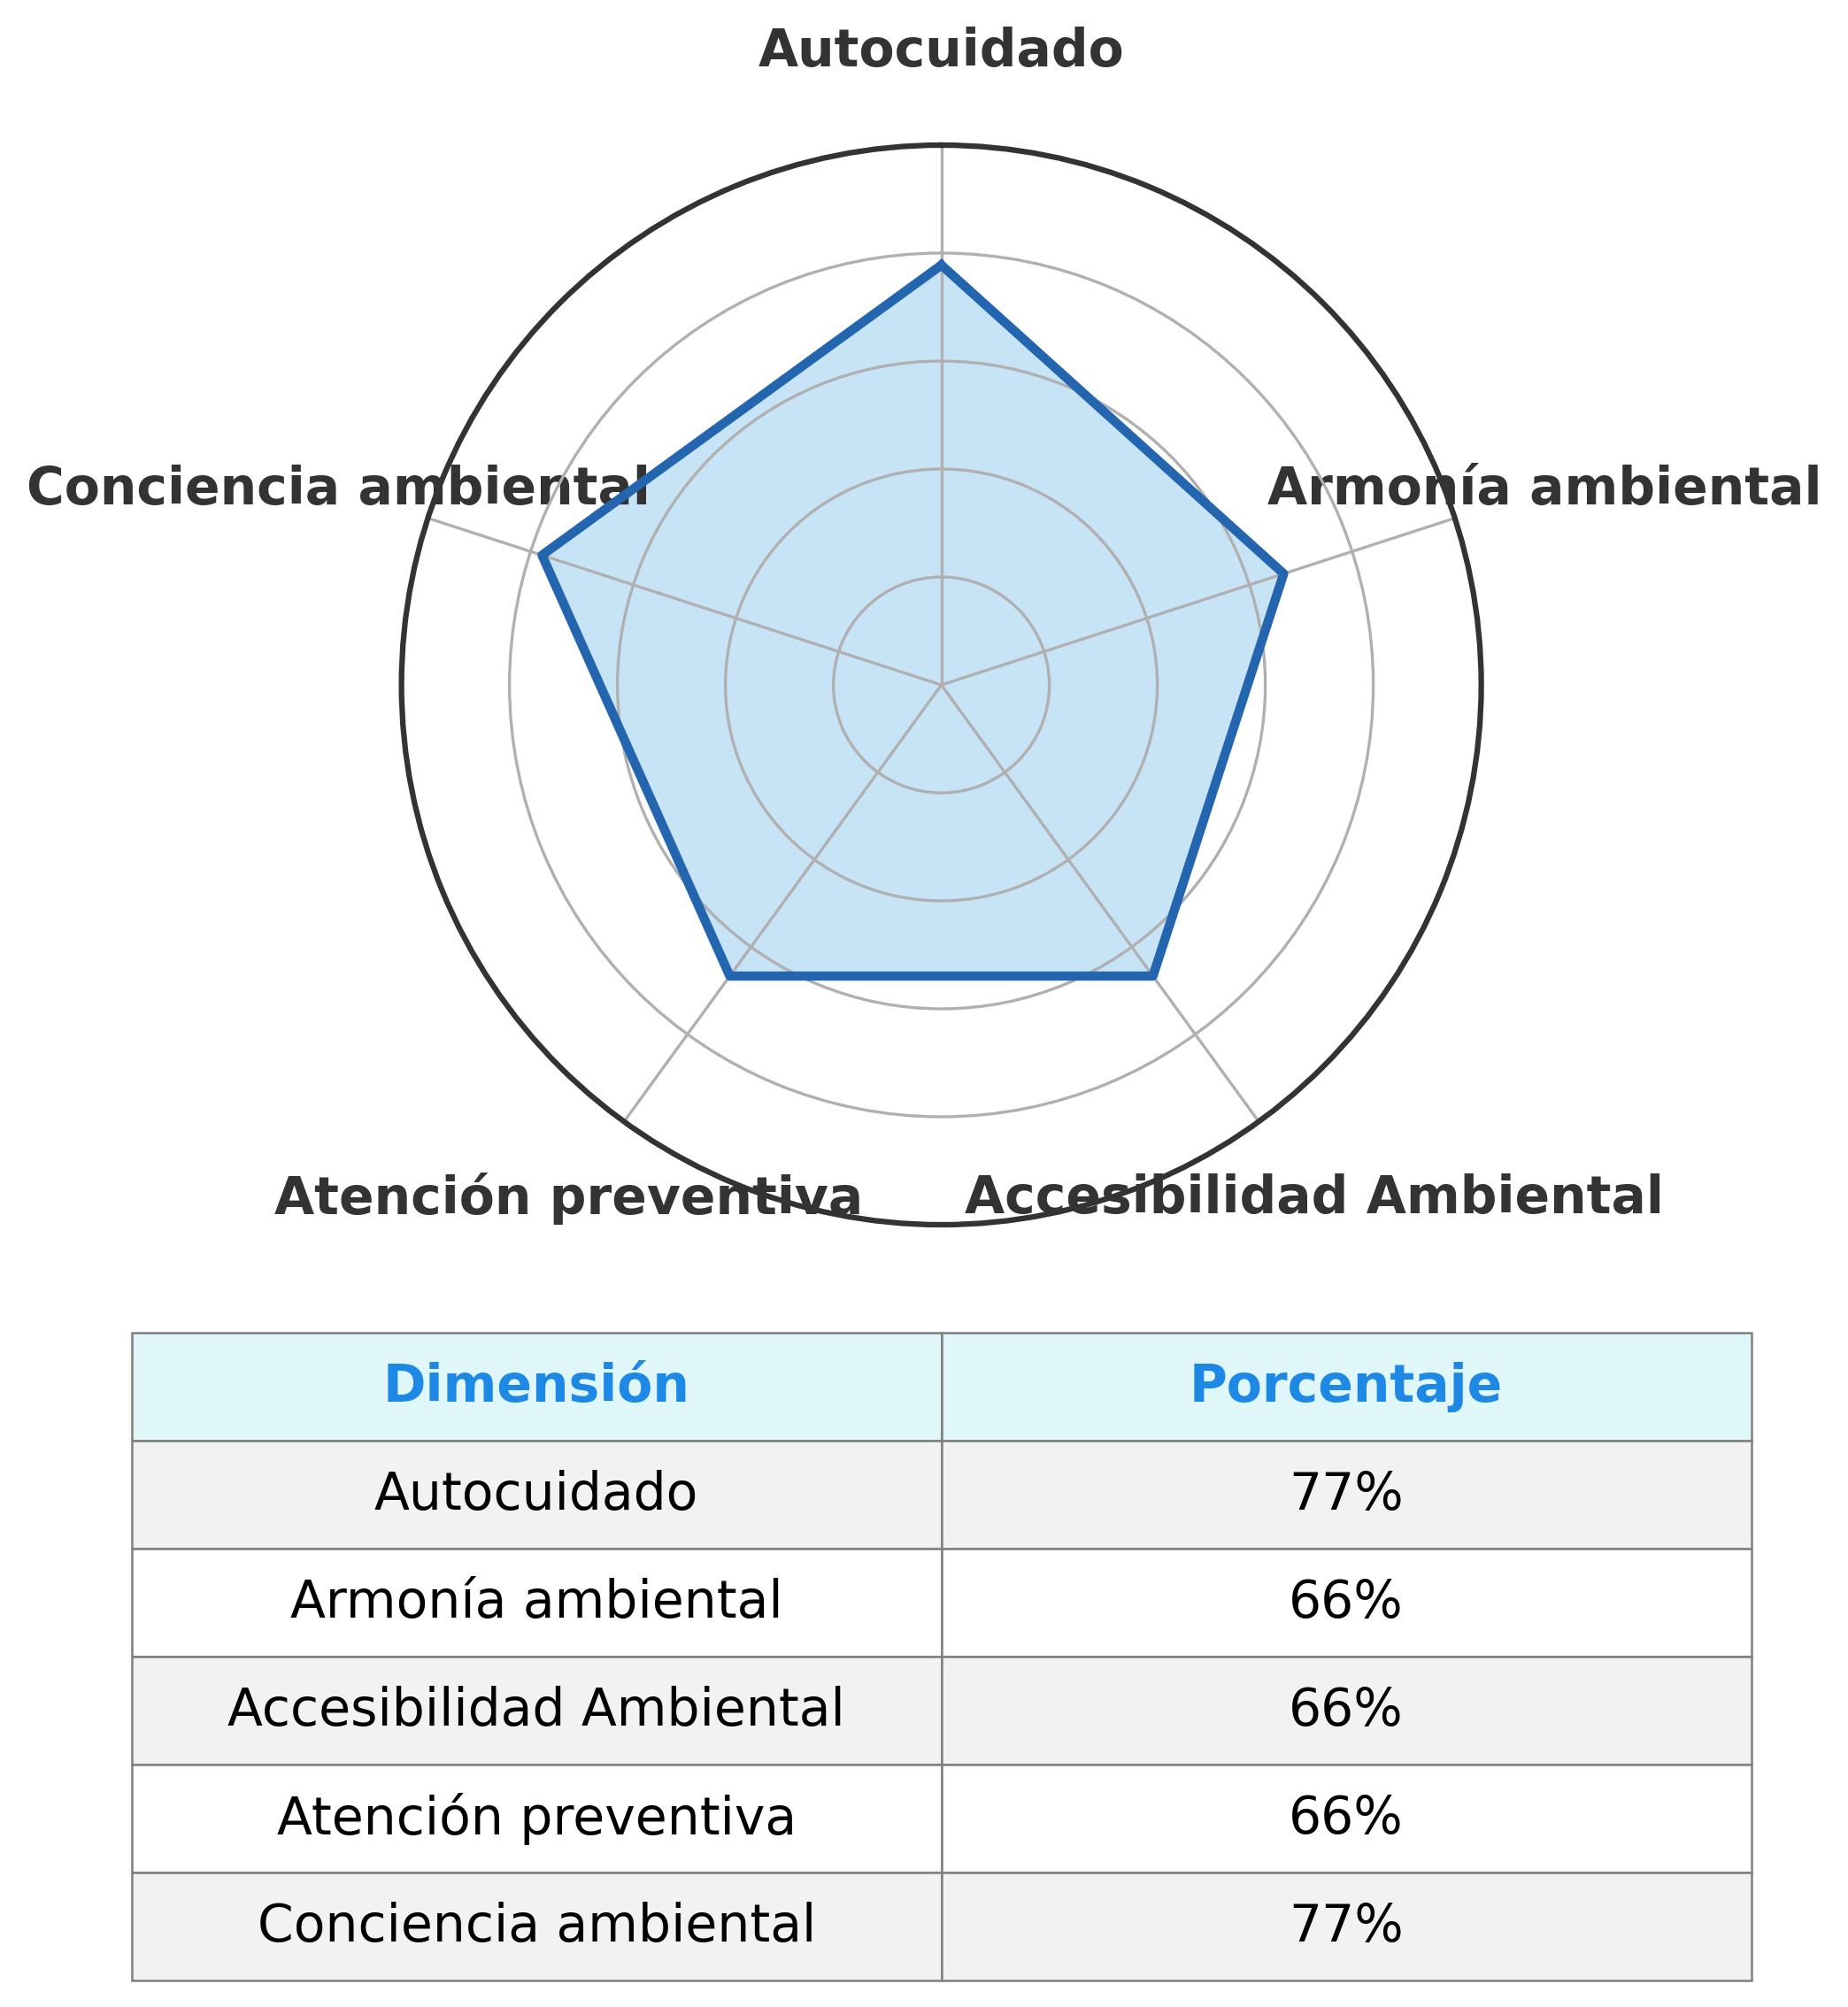 Autocuidado
Conciencia ambiental
Armonía ambiental
Atención preventiva
Accesibilidad Ambiental
Dimensión Porcentaje
Autocuidado 77%
Armonía ambiental 66%
Accesibilidad Ambiental 66%
Atención preventiva 66%
Conciencia ambiental 77%